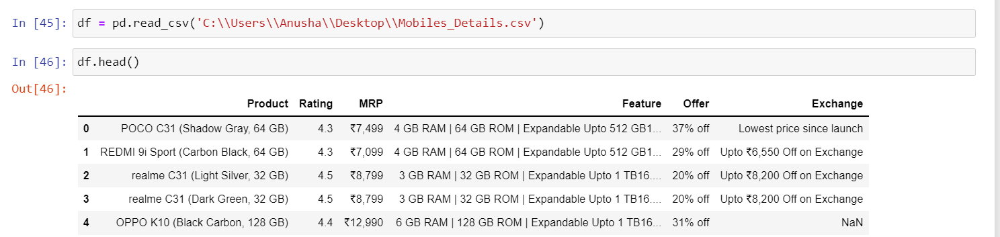 In [45]: df = pd.read_csv('C:\\Users\\Anusha\\Desktop\\Mobiles_Details.csv')
In [46]: df.head()
Out[46]:
Product Rating MRP Feature Offer Exchange
0 POCO C31 (Shadow Gray, 64 GB) 4.3 ₹7,499 4 GB RAM | 64 GB ROM | Expandable Upto 512 GB1... 37% off Lowest price since launch
1 REDMI 9i Sport (Carbon Black, 64 GB) 4.3 ₹7,099 4 GB RAM | 64 GB ROM | Expandable Upto 512 GB1... 29% off Upto ₹6,550 Off on Exchange
2 realme C31 (Light Silver, 32 GB) 4.5 ₹8,799 3 GB RAM | 32 GB ROM | Expandable Upto 1 TB16.... 20% off Upto ₹8,200 Off on Exchange
3 realme C31 (Dark Green, 32 GB) 4.5 ₹8,799 3 GB RAM | 32 GB ROM | Expandable Upto 1 TB16.... 20% off Upto ₹8,200 Off on Exchange
4 OPPO K10 (Black Carbon, 128 GB) 4.4 ₹12,990 6 GB RAM | 128 GB ROM | Expandable Upto 1 TB16... 31% off NaN